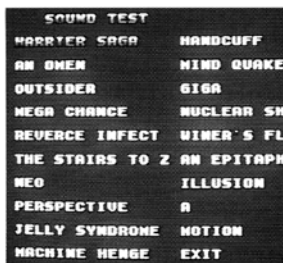 SOUND TEST
HARRIER SAGA HANDCUFF
AN OMEN MIND QUAKE
OUTSIDER GIGA
MEGA CHANCE NUCLEAR SH
REVERCE INFECT WINER'S FL
THE STAIRS TO Z AN EPITAPH
NEO ILLUSION
PERSPECTIVE A
JELLY SYNDROME MOTION
MACHINE HENGE EXIT